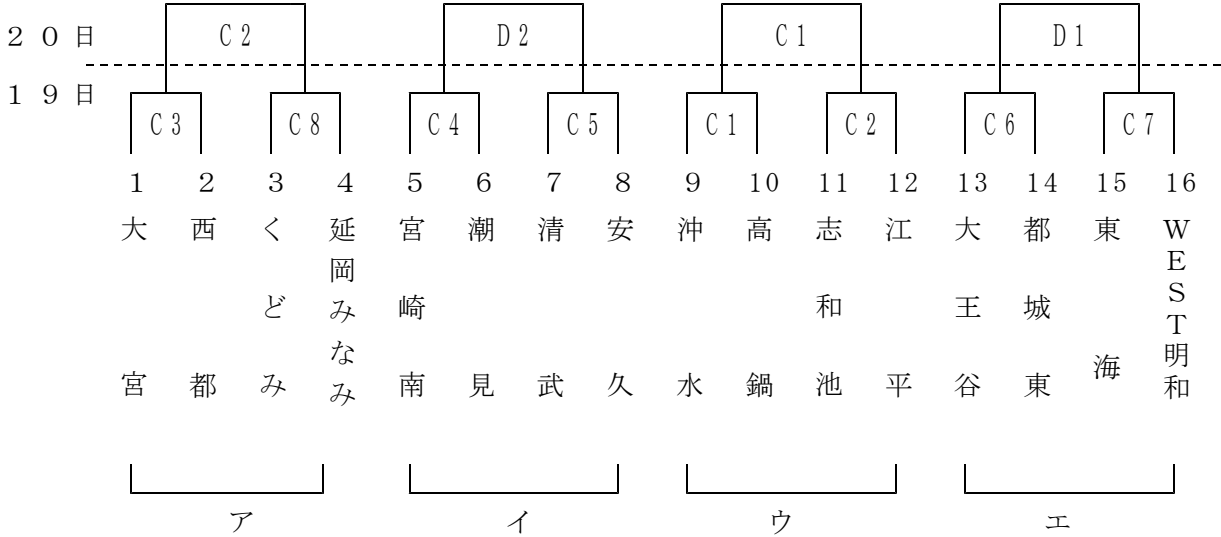 ２０日 Ｃ２ Ｄ２ Ｃ１ Ｄ１
１９日
Ｃ３ Ｃ８ Ｃ４ Ｃ５ Ｃ１ Ｃ２ Ｃ６ Ｃ７
１ ２ ３ ４ ５ ６ ７ ８ ９ 10 11 12 13 14 15 16
大宮
西都
くどみ
延岡みなみ
宮崎南
潮見
清武
安久
沖水
高鍋
志和池
江平
大王谷
都城東
東海
ＷＥＳＴ明和
ア イ ウ エ